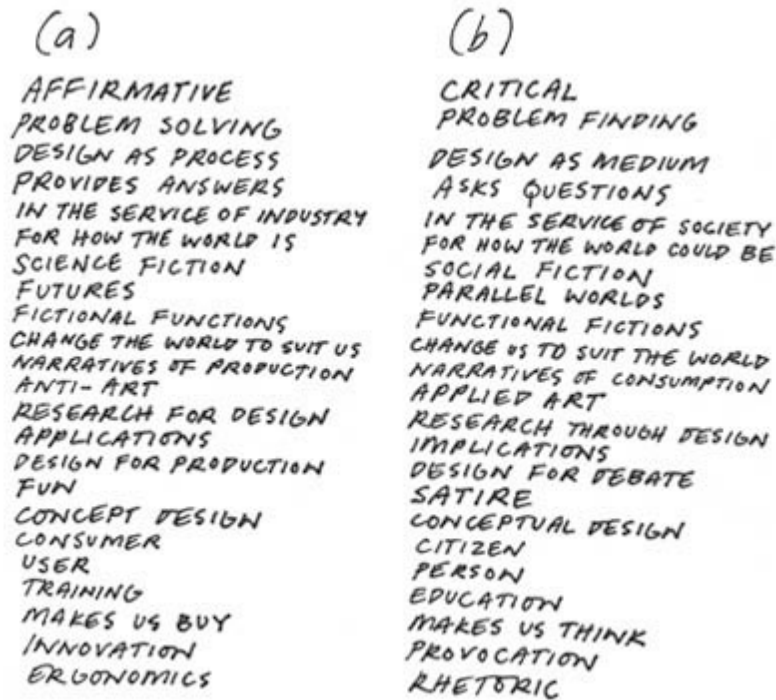 (a)
AFFIRMATIVE
PROBLEM SOLVING
DESIGN AS PROCESS
PROVIDES ANSWERS
IN THE SERVICE OF INDUSTRY
FOR HOW THE WORLD IS
SCIENCE FICTION
FUTURES
FICTIONAL FUNCTIONS
CHANGE THE WORLD TO SUIT US
NARRATIVES OF PRODUCTION
ANTI-ART
RESEARCH FOR DESIGN
APPLICATIONS
DESIGN FOR PRODUCTION
FUN
CONCEPT DESIGN
CONSUMER
USER
TRAINING
MAKES US BUY
INNOVATION
ERGONOMICS
(b)
CRITICAL
PROBLEM FINDING
DESIGN AS MEDIUM
ASKS QUESTIONS
IN THE SERVICE OF SOCIETY
FOR HOW THE WORLD COULD BE
SOCIAL FICTION
PARALLEL WORLDS
FUNCTIONAL FICTIONS
CHANGE US TO SUIT THE WORLD
NARRATIVES OF CONSUMPTION
APPLIED ART
RESEARCH THROUGH DESIGN
IMPLICATIONS
DESIGN FOR DEBATE
SATIRE
CONCEPTUAL DESIGN
CITIZEN
PERSON
EDUCATION
MAKES US THINK
PROVOCATION
RHETORIC